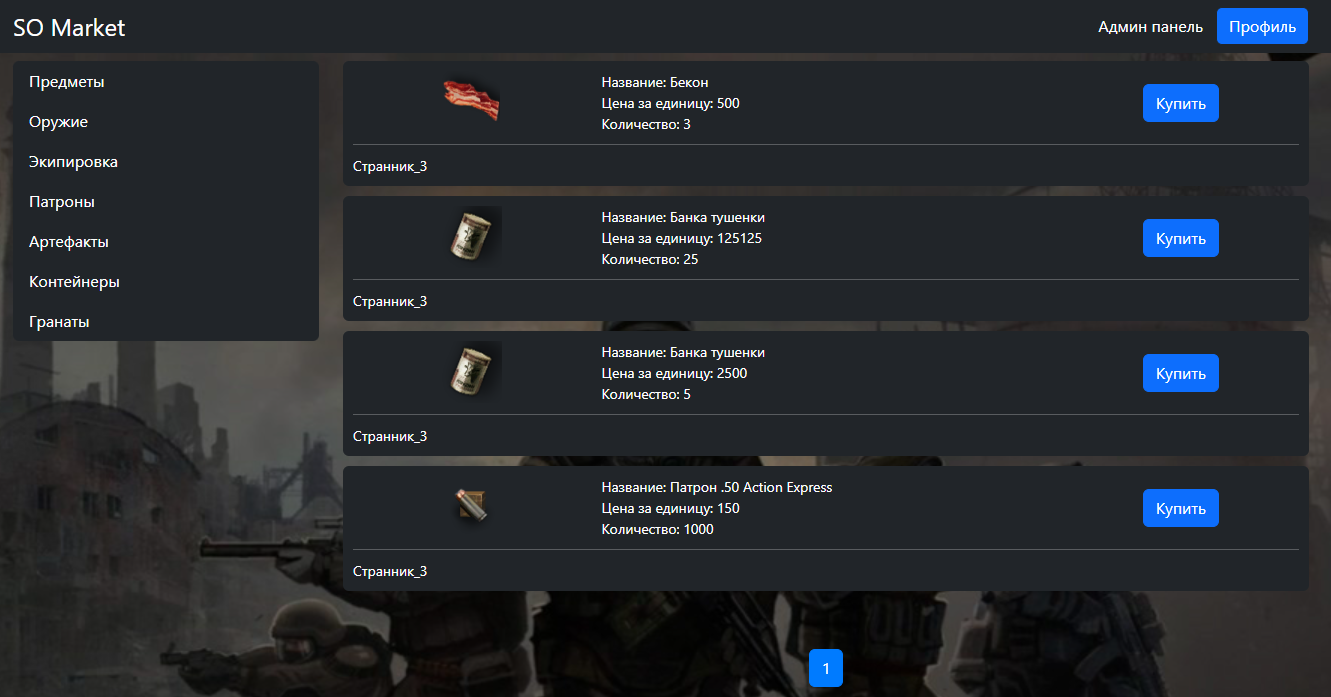 SO Market
Админ панель
Профиль
Предметы
Оружие
Экипировка
Патроны
Артефакты
Контейнеры
Гранаты
Название: Бекон
Цена за единицу: 500
Количество: 3
Купить
Странник_3
Название: Банка тушенки
Цена за единицу: 125125
Количество: 25
Купить
Странник_3
Название: Банка тушенки
Цена за единицу: 2500
Количество: 5
Купить
Странник_3
Название: Патрон .50 Action Express
Цена за единицу: 150
Количество: 1000
Купить
Странник_3
1